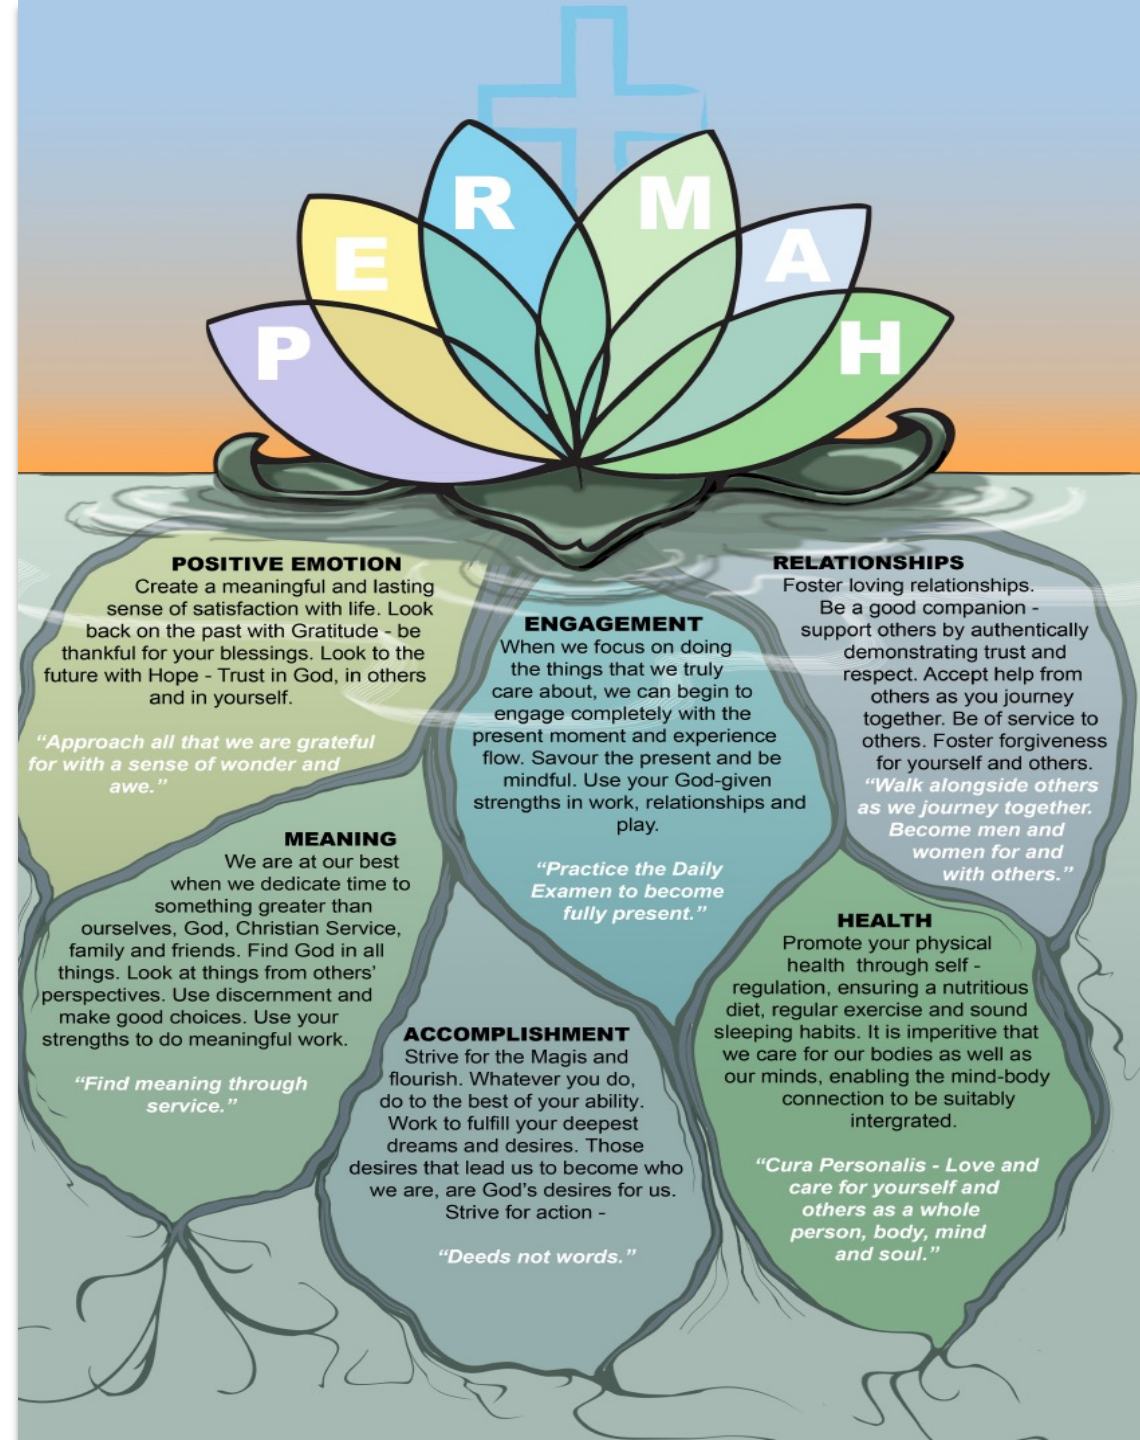 P
E
R
M
A
H
POSITIVE EMOTION
Create a meaningful and lasting
sense of satisfaction with life. Look
back on the past with Gratitude - be
thankful for your blessings. Look to the
future with Hope - Trust in God, in others
and in yourself.
“Approach all that we are grateful
for with a sense of wonder and
awe.”
ENGAGEMENT
When we focus on doing
the things that we truly
care about, we can begin to
engage completely with the
present moment and experience
flow. Savour the present and be
mindful. Use your God-given
strengths in work, relationships and
play.
“Practice the Daily
Examen to become
fully present.”
RELATIONSHIPS
Foster loving relationships.
Be a good companion -
support others by authentically
demonstrating trust and
respect. Accept help from
others as you journey
together. Be of service to
others. Foster forgiveness
for yourself and others.
“Walk alongside others
as we journey together.
Become men and
women for and
with others.”
MEANING
We are at our best
when we dedicate time to
something greater than
ourselves, God, Christian Service,
family and friends. Find God in all
things. Look at things from others’
perspectives. Use discernment and
make good choices. Use your
strengths to do meaningful work.
“Find meaning through
service.”
ACCOMPLISHMENT
Strive for the Magis and
flourish. Whatever you do,
do to the best of your ability.
Work to fulfill your deepest
dreams and desires. Those
desires that lead us to become who
we are, are God’s desires for us.
Strive for action -
“Deeds not words.”
HEALTH
Promote your physical
health through self -
regulation, ensuring a nutritious
diet, regular exercise and sound
sleeping habits. It is imperitive that
we care for our bodies as well as
our minds, enabling the mind-body
connection to be suitably
intergrated.
“Cura Personalis - Love and
care for yourself and
others as a whole
person, body, mind
and soul.”